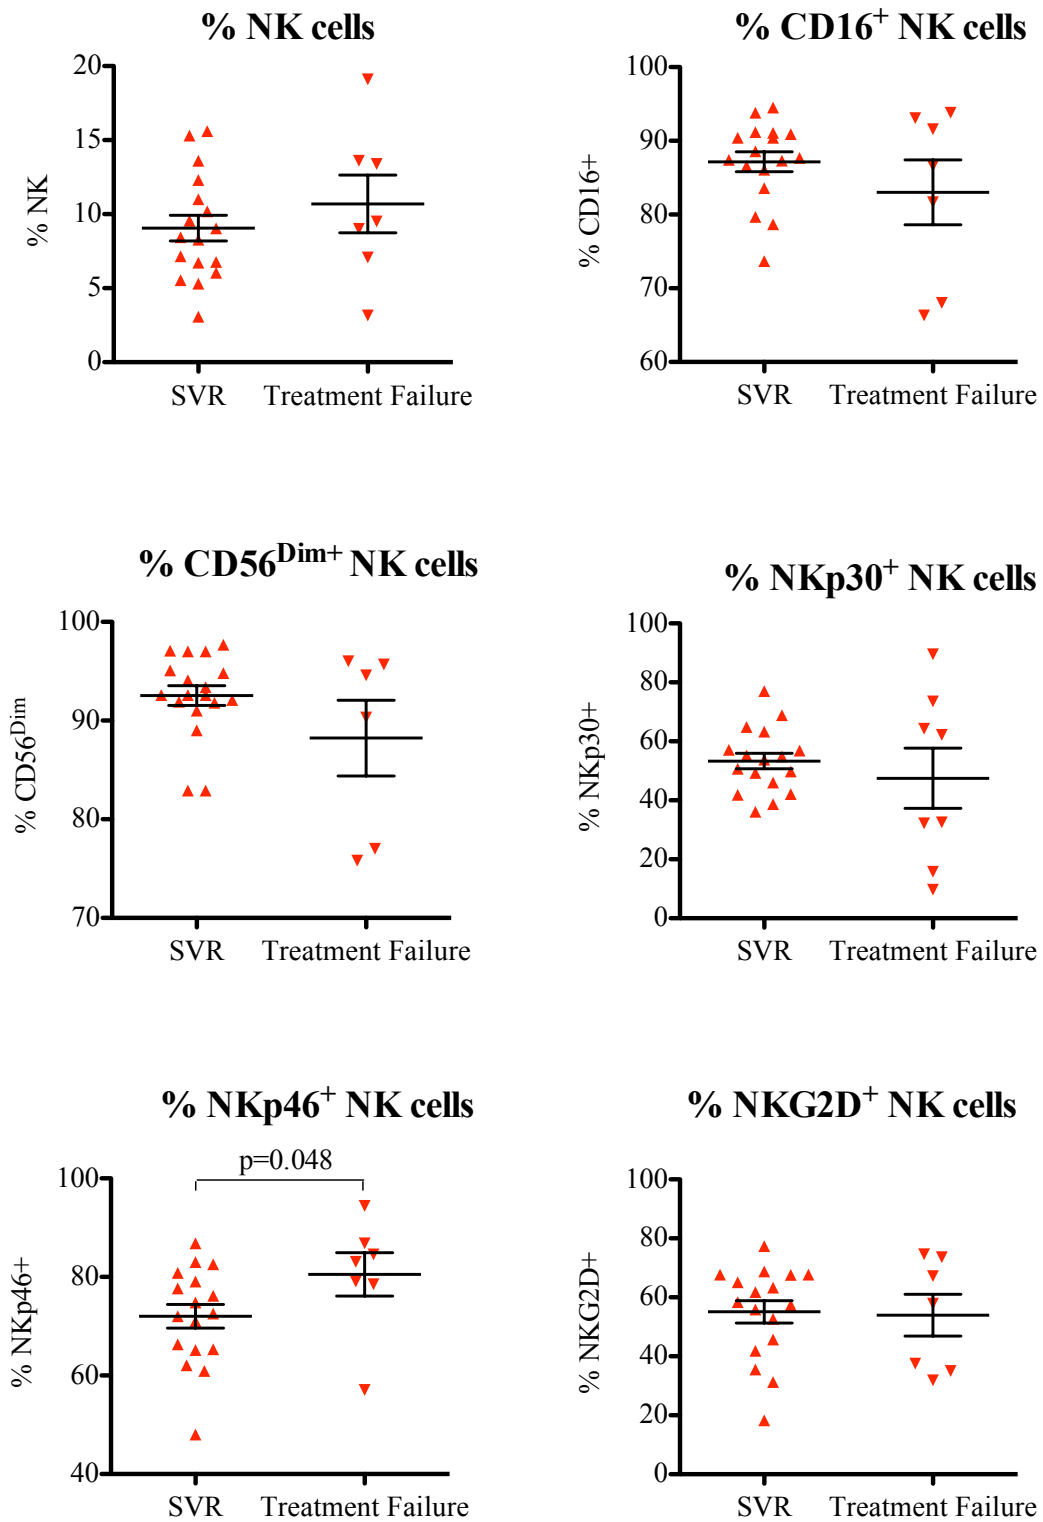 % NK cells
% NK
20
15
10
5
0
SVR
Treatment Failure
% CD16⁺ NK cells
% CD16+
100
90
80
70
60
SVR
Treatment Failure
% CD56ᴰⁱᵐ⁺ NK cells
% CD56ᴰⁱᵐ
100
90
80
70
SVR
Treatment Failure
% NKp30⁺ NK cells
% NKp30+
100
80
60
40
20
0
SVR
Treatment Failure
% NKp46⁺ NK cells
p=0.048
% NKp46+
100
80
60
40
SVR
Treatment Failure
% NKG2D⁺ NK cells
% NKG2D+
100
80
60
40
20
0
SVR
Treatment Failure